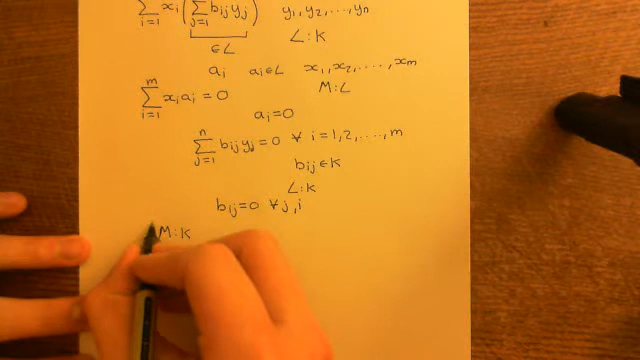 ∑_{i=1} x_i ( ∑_{j=1} b_{ij} y_j ) y_1, y_2, ...., y_n
∈L L:K
a_i a_i∈L x_1, x_2, ....., x_m
∑_{i=1}^{m} x_i a_i = 0 M:L
a_i=0
∑_{j=1}^{n} b_{ij} y_j = 0 ∀ i=1,2,....,m
b_{ij}∈K
L:K
b_{ij}=0 ∀ j,i
M:K